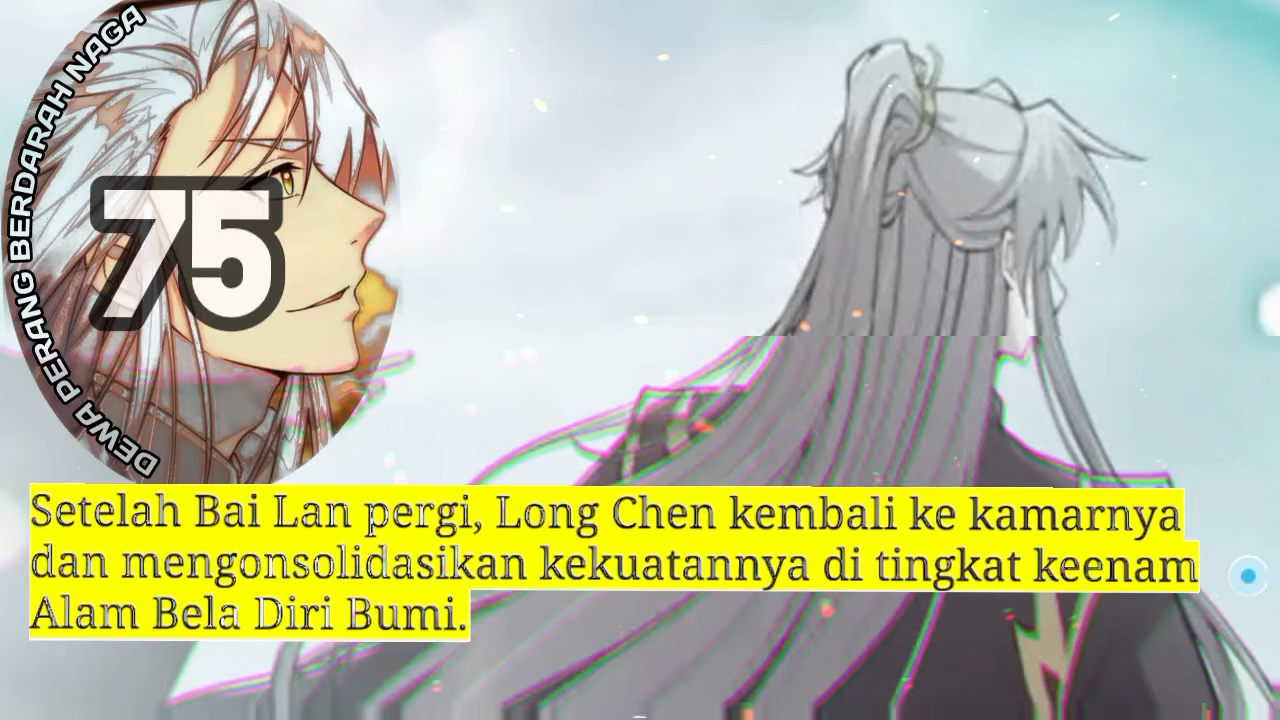 DEWA PERANG BERDARAH NAGA
75
Setelah Bai Lan pergi, Long Chen kembali ke kamarnya
dan mengonsolidasikan kekuatannya di tingkat keenam
Alam Bela Diri Bumi.